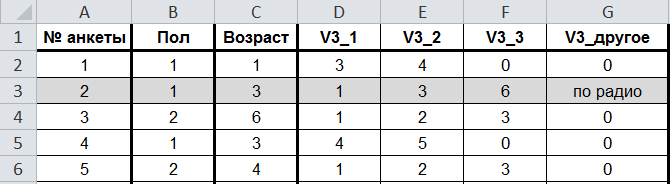 A B C D E F G
1 № анкеты Пол Возраст V3_1 V3_2 V3_3 V3_другое
2 1 1 1 3 4 0 0
3 2 1 3 1 3 6 по радио
4 3 2 6 1 2 3 0
5 4 1 3 4 5 0 0
6 5 2 4 1 2 3 0